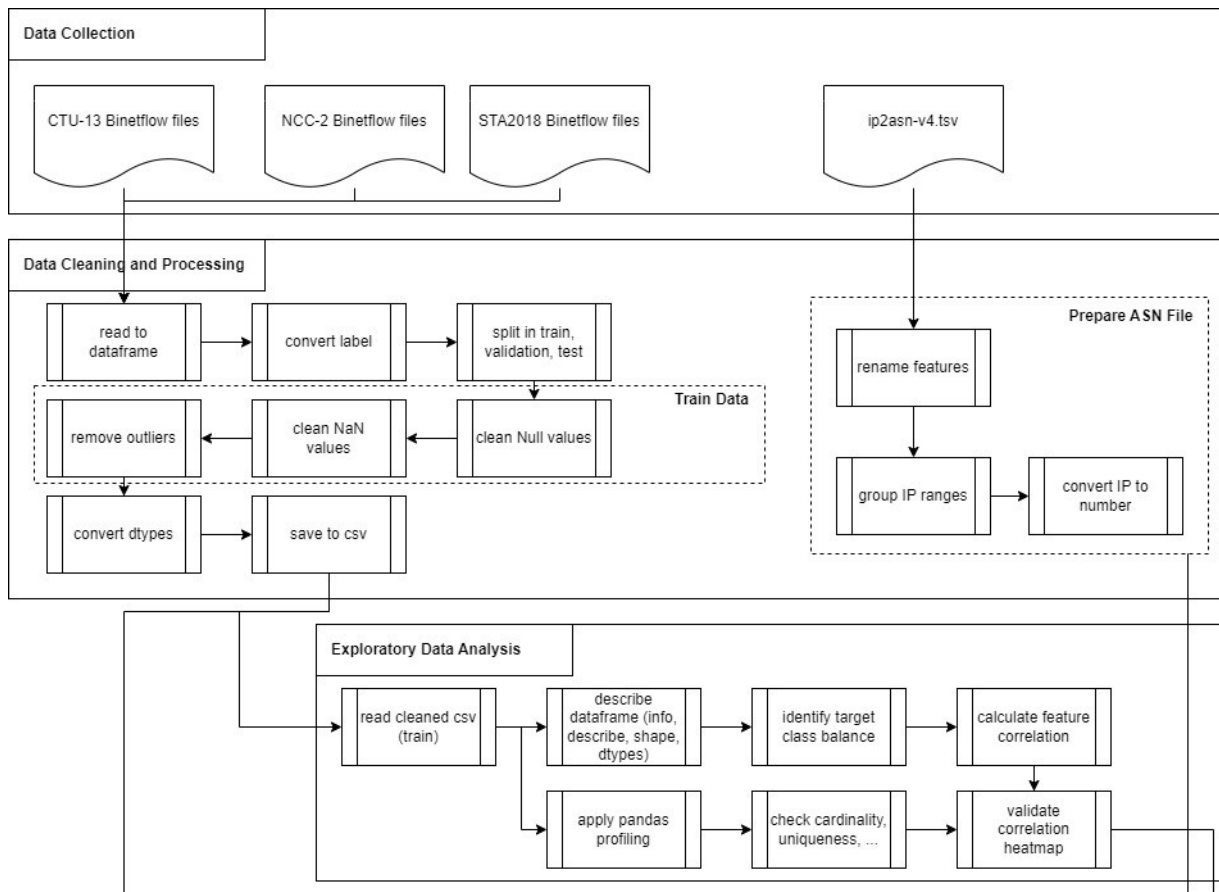 Data Collection
CTU-13 Binetflow files
NCC-2 Binetflow files
STA2018 Binetflow files
ip2asn-v4.tsv
Data Cleaning and Processing
read to
dataframe
convert label
split in train,
validation, test
Prepare ASN File
rename features
Train Data
remove outliers
clean NaN
values
clean Null values
group IP ranges
convert IP to
number
convert dtypes
save to csv
Exploratory Data Analysis
read cleaned csv
(train)
describe
dataframe (info,
describe, shape,
dtypes)
identify target
class balance
calculate feature
correlation
apply pandas
profiling
check cardinality,
uniqueness, ...
validate
correlation
heatmap